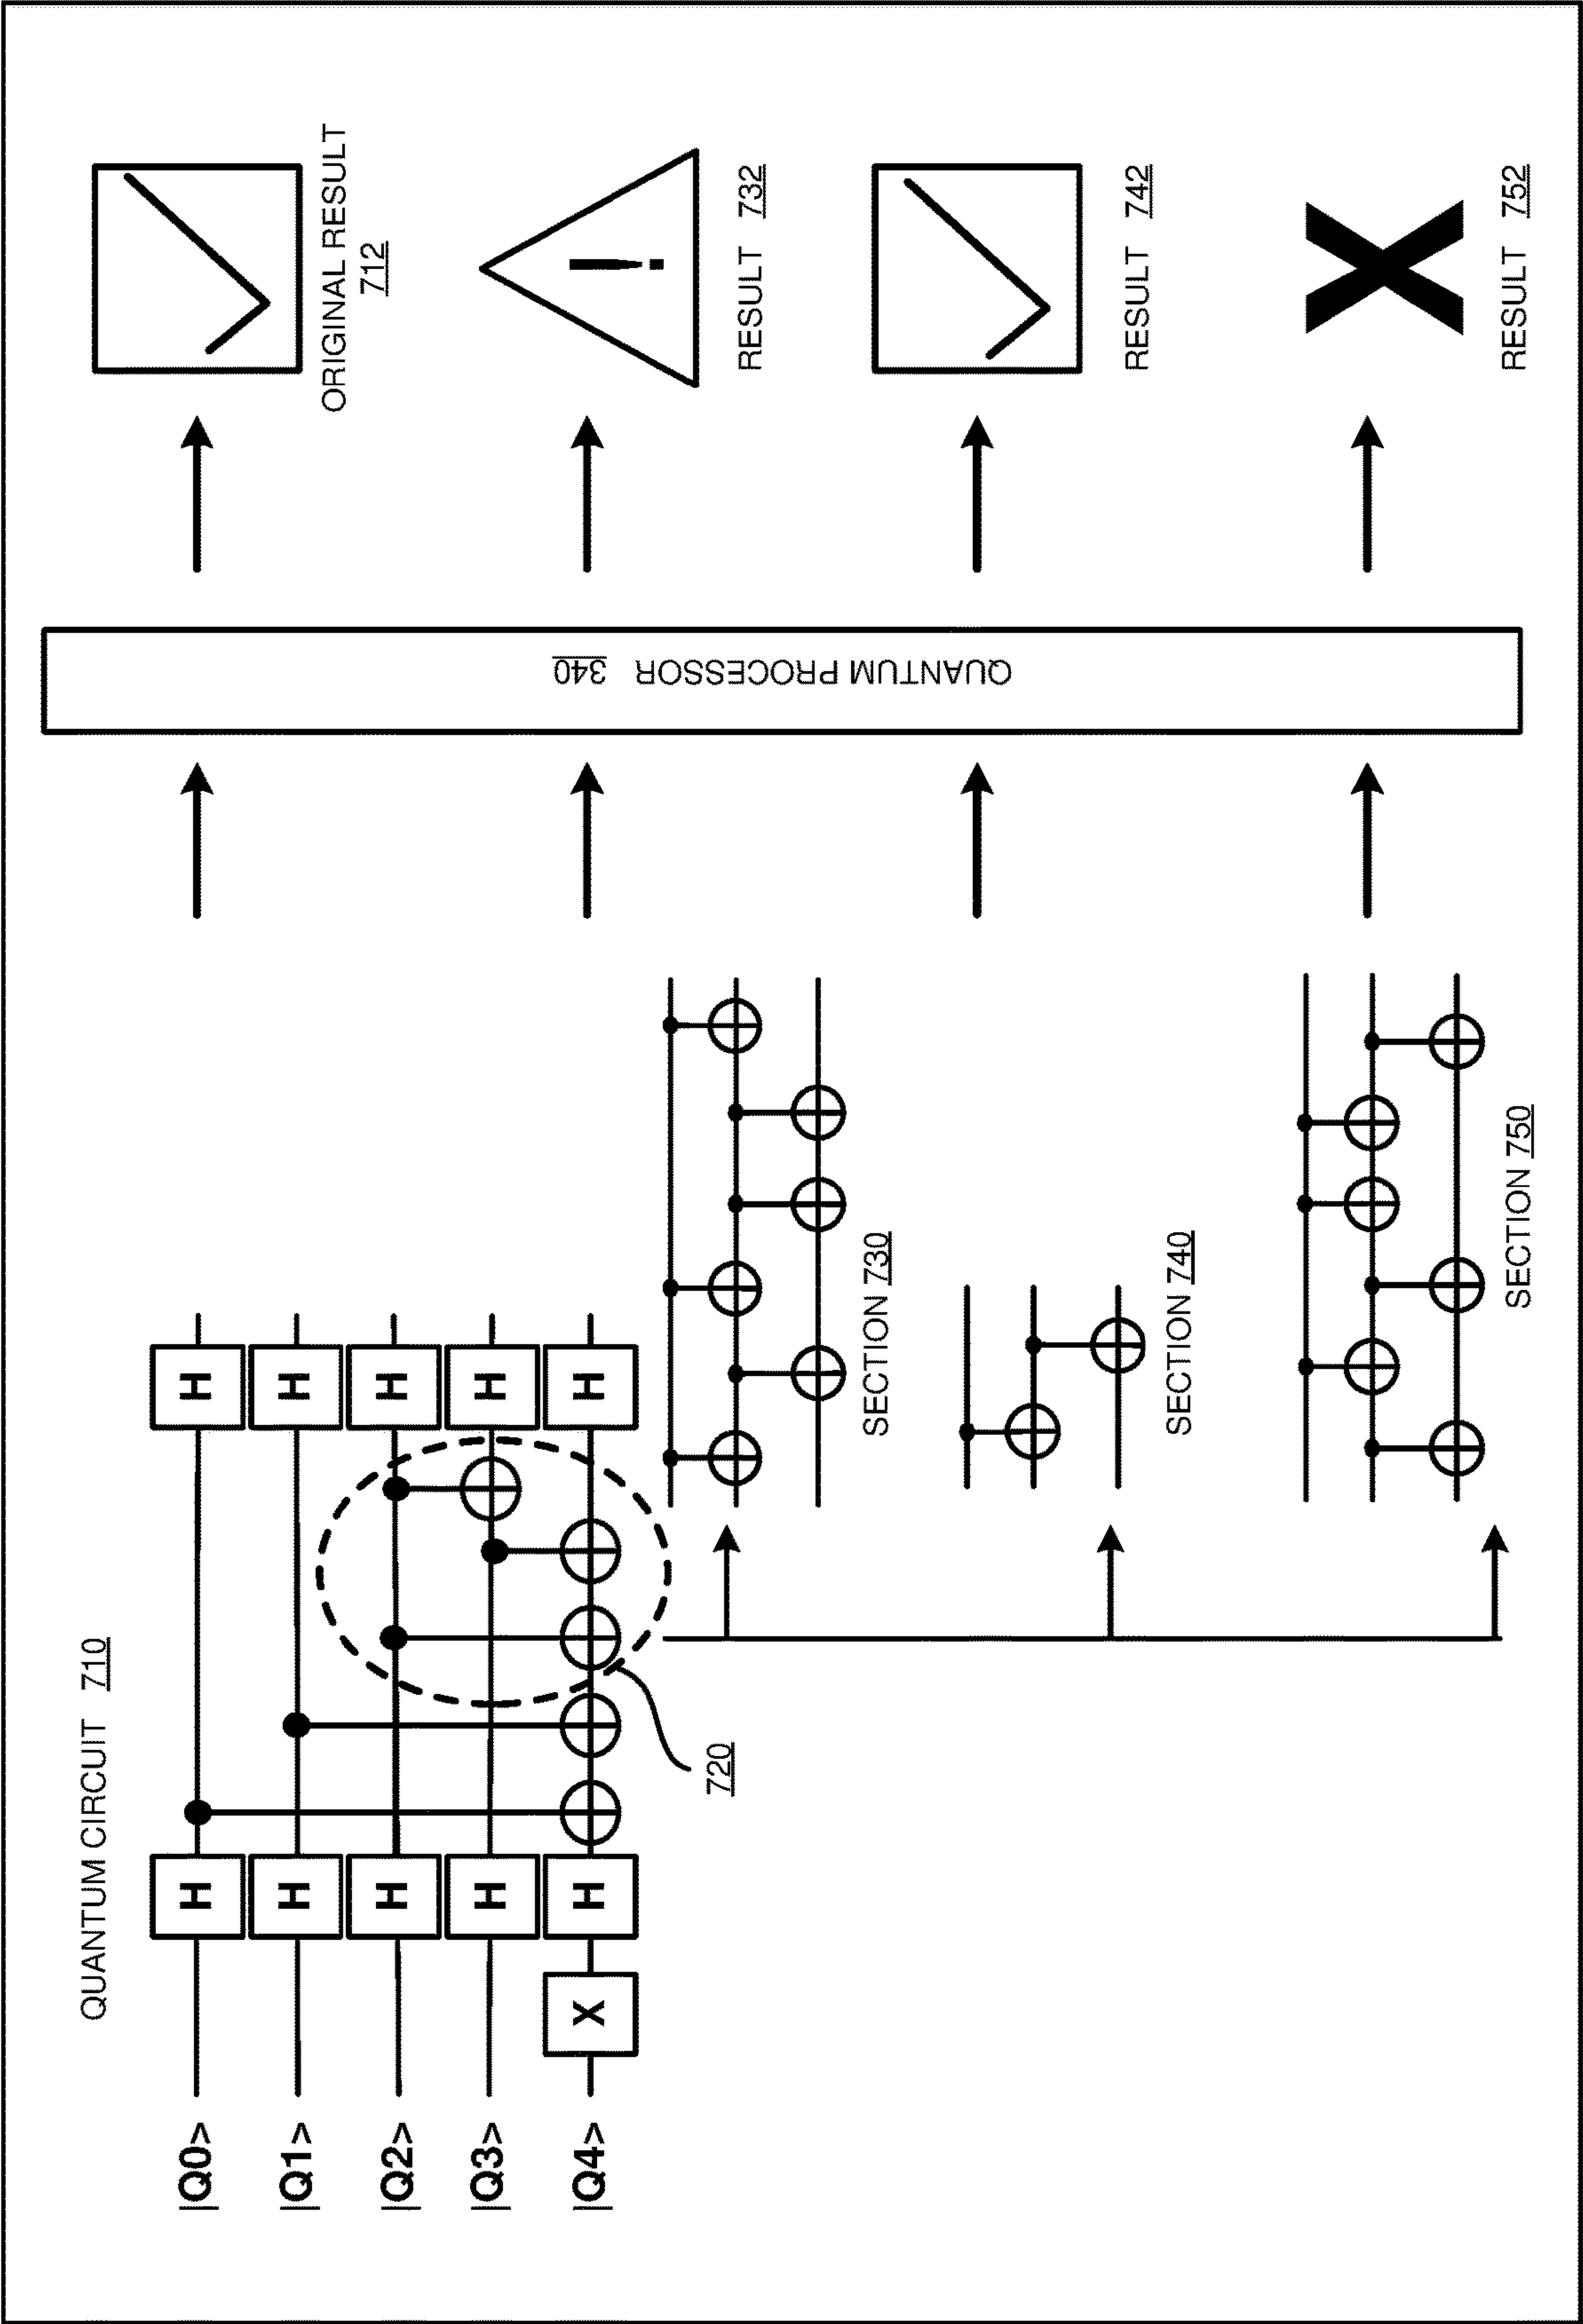 QUANTUM CIRCUIT 710
|Q0>
H
H
|Q1>
H
H
|Q2>
H
H
|Q3>
H
H
|Q4>
X
H
H
720
SECTION 730
SECTION 740
SECTION 750
QUANTUM PROCESSOR 340
ORIGINAL RESULT
712
!
RESULT 732
RESULT 742
RESULT 752